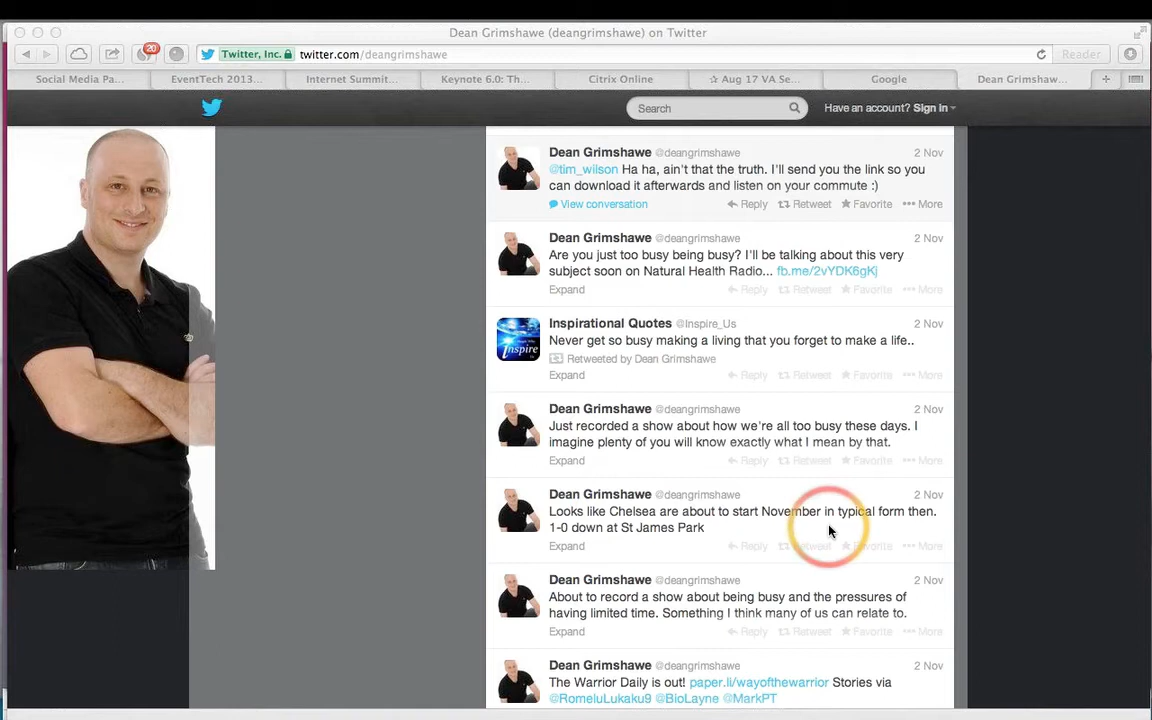 Dean Grimshawe (deangrimshawe) on Twitter
20
Twitter, Inc. twitter.com/deangrimshawe
Reader
Social Media Pa... EventTech 2013... Internet Summit... Keynote 6.0: Th... Citrix Online ☆ Aug 17 VA Se... Google Dean Grimshaw... +
Search Have an account? Sign in
Dean Grimshawe @deangrimshawe 2 Nov
@tim_wilson Ha ha, ain't that the truth. I'll send you the link so you
can download it afterwards and listen on your commute :)
View conversation Reply Retweet Favorite More
Dean Grimshawe @deangrimshawe 2 Nov
Are you just too busy being busy? I'll be talking about this very
subject soon on Natural Health Radio... fb.me/2vYDK6gKj
Expand Reply Retweet Favorite More
Inspirational Quotes @Inspire_Us 2 Nov
Inspire
Never get so busy making a living that you forget to make a life..
Retweeted by Dean Grimshawe
Expand Reply Retweet Favorite More
Dean Grimshawe @deangrimshawe 2 Nov
Just recorded a show about how we're all too busy these days. I
imagine plenty of you will know exactly what I mean by that.
Expand Reply Retweet Favorite More
Dean Grimshawe @deangrimshawe 2 Nov
Looks like Chelsea are about to start November in typical form then.
1-0 down at St James Park
Expand Reply Retweet Favorite More
Dean Grimshawe @deangrimshawe 2 Nov
About to record a show about being busy and the pressures of
having limited time. Something I think many of us can relate to.
Expand Reply Retweet Favorite More
Dean Grimshawe @deangrimshawe 2 Nov
The Warrior Daily is out! paper.li/wayofthewarrior Stories via
@RomeluLukaku9 @BioLayne @MarkPT